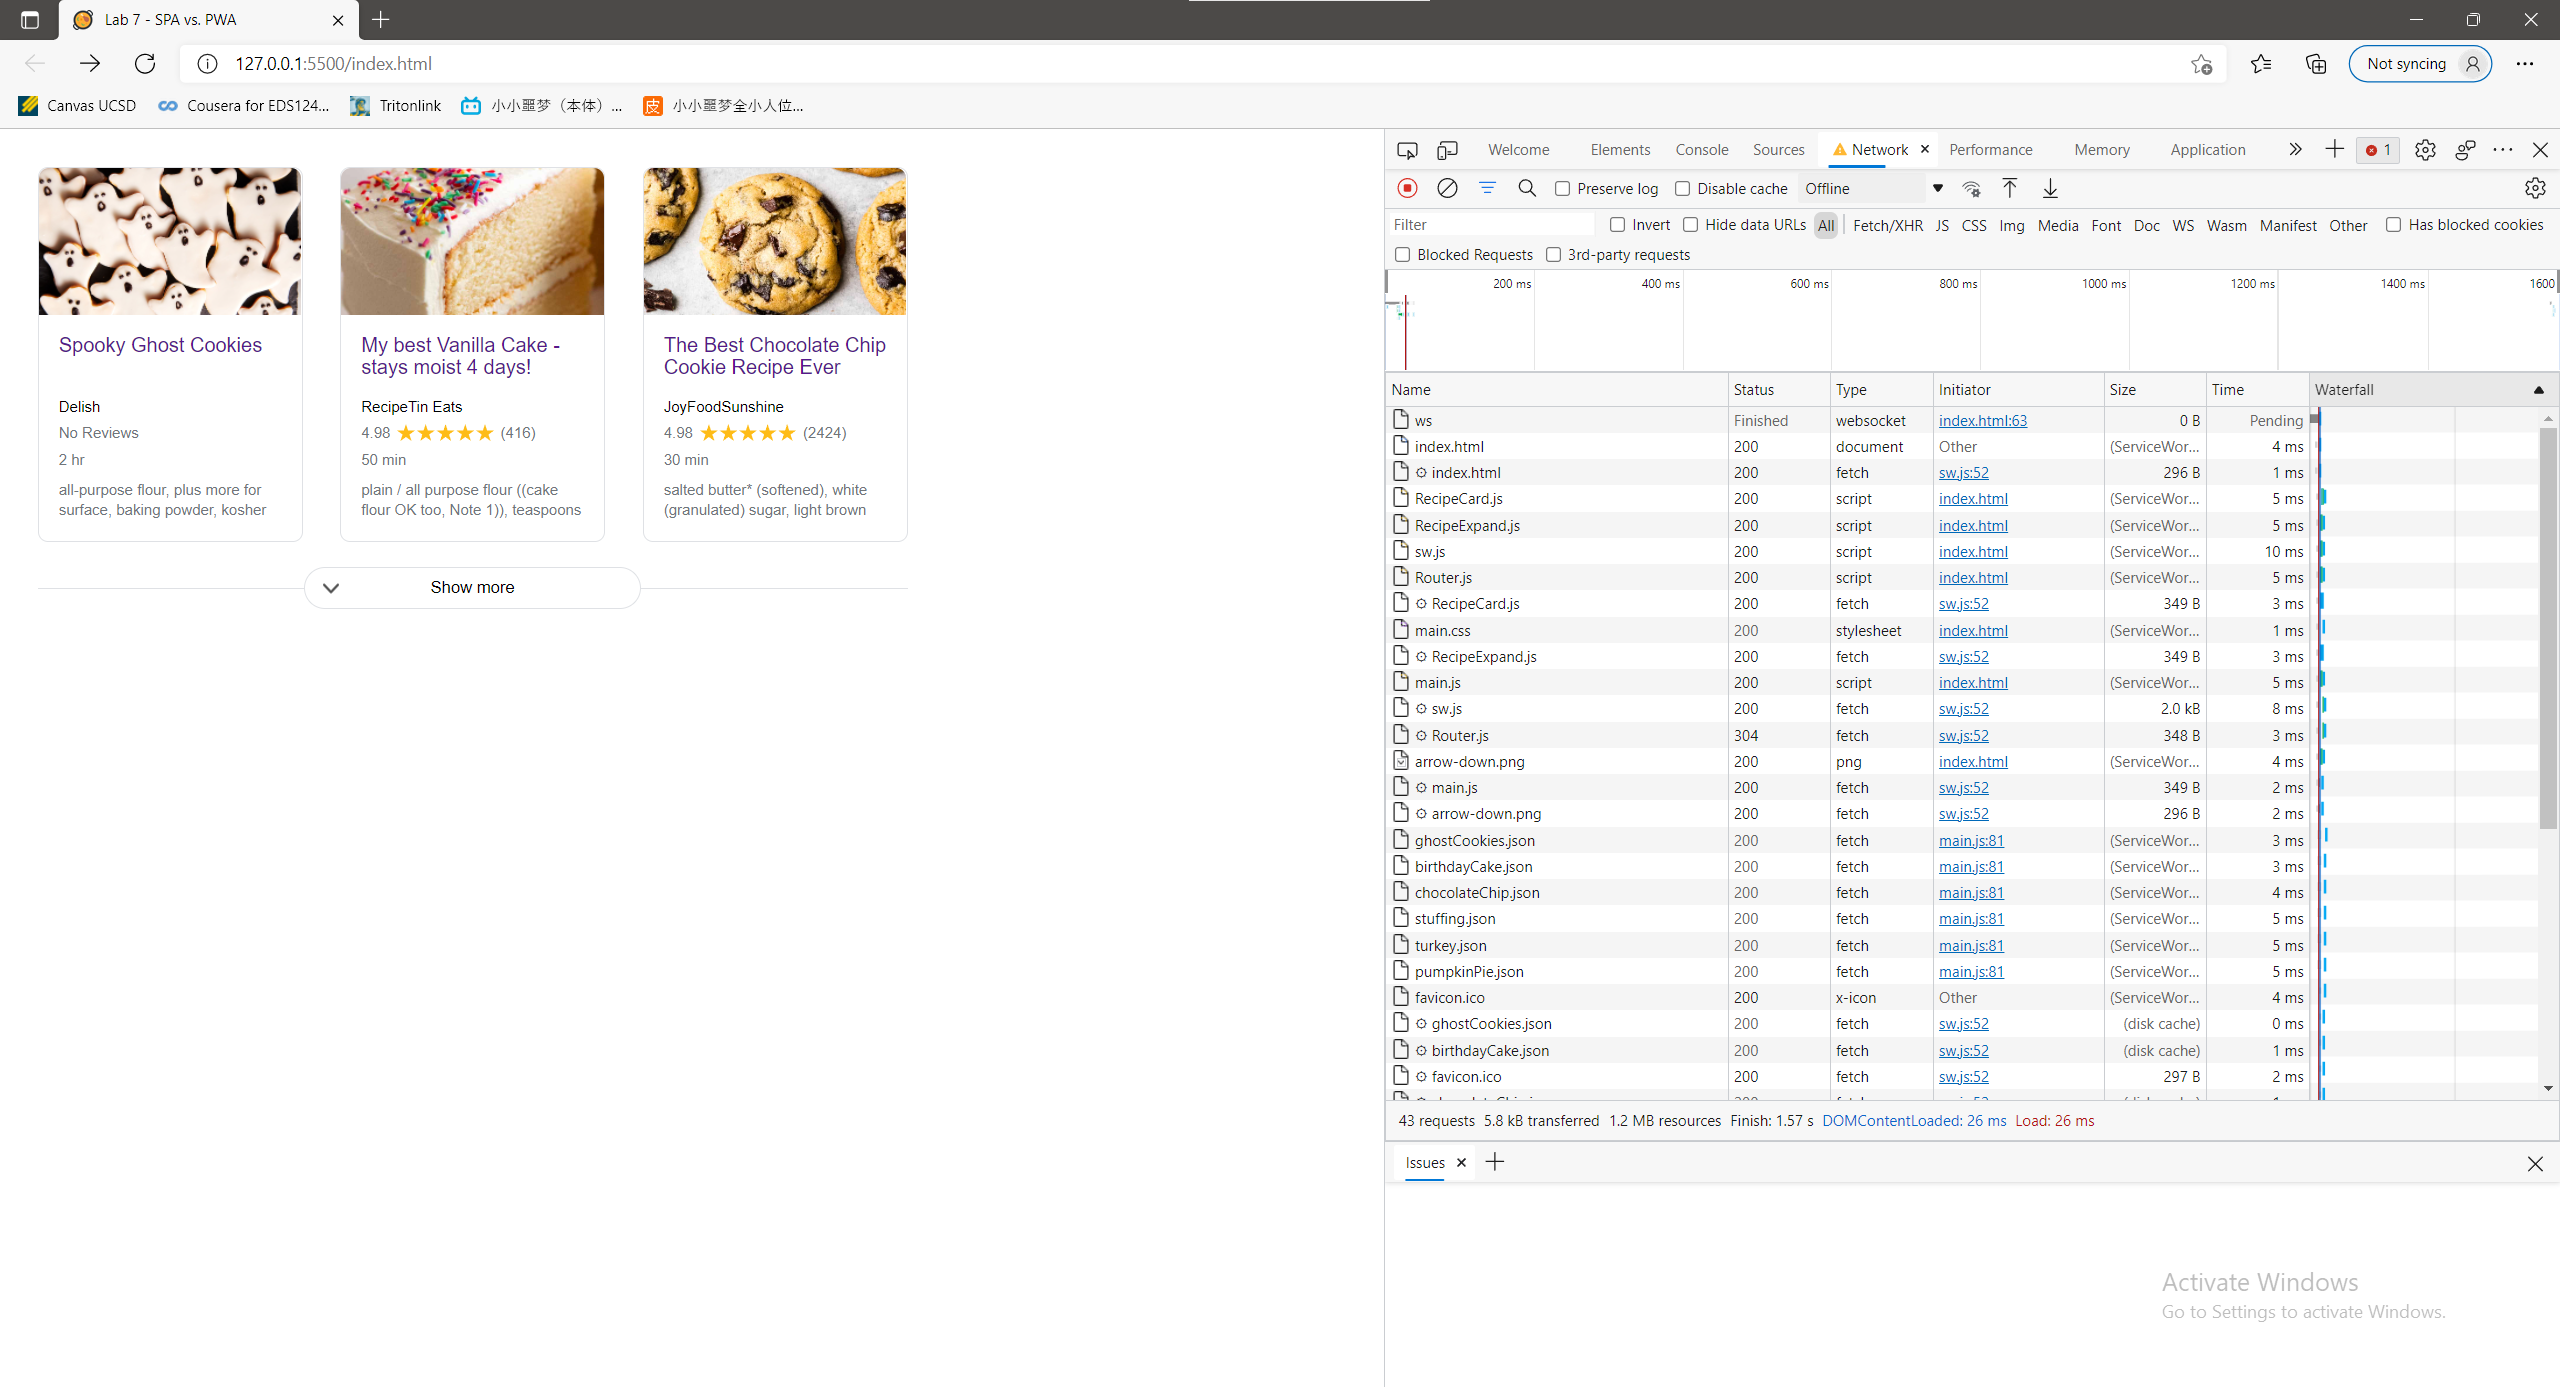 Lab 7 - SPA vs. PWA
127.0.0.1:5500/index.html
Not syncing
Canvas UCSD
Cousera for EDS124...
Tritonlink
小小噩梦（本体）...
皮 小小噩梦全小人位...
Spooky Ghost Cookies
Delish
No Reviews
2 hr
all-purpose flour, plus more for
surface, baking powder, kosher
My best Vanilla Cake -
stays moist 4 days!
RecipeTin Eats
4.98 (416)
50 min
plain / all purpose flour ((cake
flour OK too, Note 1)), teaspoons
The Best Chocolate Chip
Cookie Recipe Ever
JoyFoodSunshine
4.98 (2424)
30 min
salted butter* (softened), white
(granulated) sugar, light brown
Show more
Welcome Elements Console Sources Network Performance Memory Application 1
Preserve log Disable cache Offline
Filter Invert Hide data URLs All Fetch/XHR JS CSS Img Media Font Doc WS Wasm Manifest Other Has blocked cookies
Blocked Requests 3rd-party requests
200 ms 400 ms 600 ms 800 ms 1000 ms 1200 ms 1400 ms 1600
Name Status Type Initiator Size Time Waterfall
ws Finished websocket index.html:63 0 B Pending
index.html 200 document Other (ServiceWor... 4 ms
index.html 200 fetch sw.js:52 296 B 1 ms
RecipeCard.js 200 script index.html (ServiceWor... 5 ms
RecipeExpand.js 200 script index.html (ServiceWor... 5 ms
sw.js 200 script index.html (ServiceWor... 10 ms
Router.js 200 script index.html (ServiceWor... 5 ms
RecipeCard.js 200 fetch sw.js:52 349 B 3 ms
main.css 200 stylesheet index.html (ServiceWor... 1 ms
RecipeExpand.js 200 fetch sw.js:52 349 B 3 ms
main.js 200 script index.html (ServiceWor... 5 ms
sw.js 200 fetch sw.js:52 2.0 kB 8 ms
Router.js 304 fetch sw.js:52 348 B 3 ms
arrow-down.png 200 png index.html (ServiceWor... 4 ms
main.js 200 fetch sw.js:52 349 B 2 ms
arrow-down.png 200 fetch sw.js:52 296 B 2 ms
ghostCookies.json 200 fetch main.js:81 (ServiceWor... 3 ms
birthdayCake.json 200 fetch main.js:81 (ServiceWor... 3 ms
chocolateChip.json 200 fetch main.js:81 (ServiceWor... 4 ms
stuffing.json 200 fetch main.js:81 (ServiceWor... 5 ms
turkey.json 200 fetch main.js:81 (ServiceWor... 5 ms
pumpkinPie.json 200 fetch main.js:81 (ServiceWor... 5 ms
favicon.ico 200 x-icon Other (ServiceWor... 4 ms
ghostCookies.json 200 fetch sw.js:52 (disk cache) 0 ms
birthdayCake.json 200 fetch sw.js:52 (disk cache) 1 ms
favicon.ico 200 fetch sw.js:52 297 B 2 ms
43 requests 5.8 kB transferred 1.2 MB resources Finish: 1.57 s DOMContentLoaded: 26 ms Load: 26 ms
Issues
Activate Windows
Go to Settings to activate Windows.